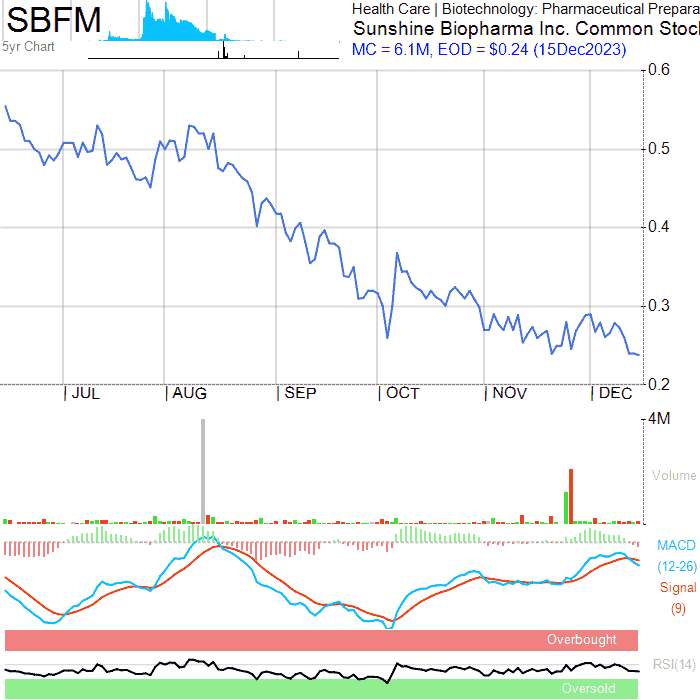 SBFM
5yr Chart
Health Care | Biotechnology: Pharmaceutical Prepara
Sunshine Biopharma Inc. Common Stoc
MC = 6.1M, EOD = $0.24 (15Dec2023)
0.6
0.5
0.4
0.3
0.2
JUL AUG SEP OCT NOV DEC
4M
Volume
MACD
(12-26)
Signal
(9)
Overbought
RSI(14)
Oversold